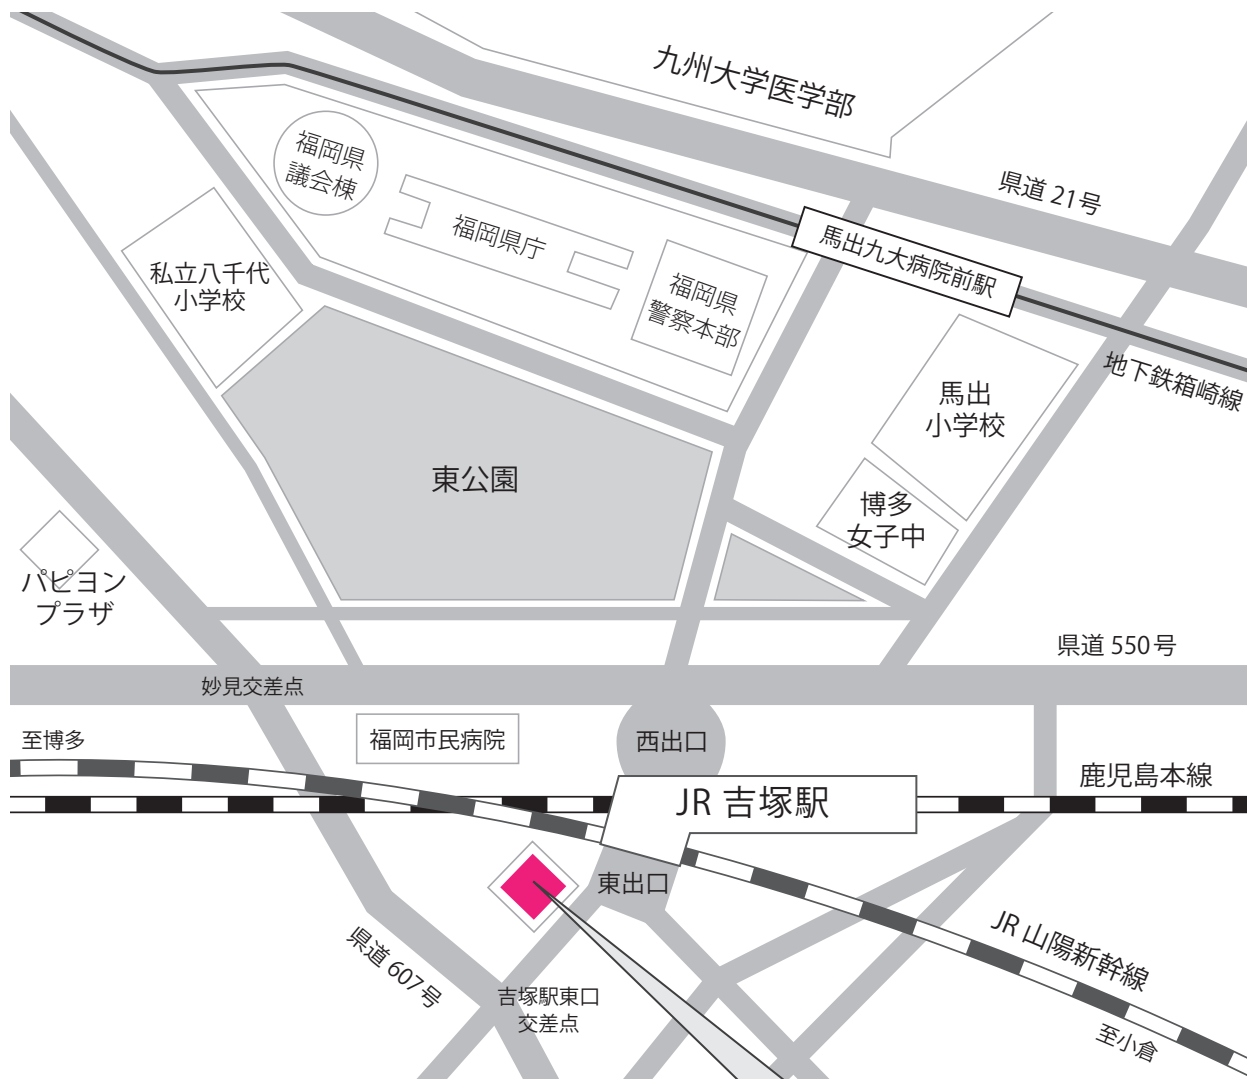 九州大学医学部
県道 21号
福岡県
議会棟
福岡県庁
馬出九大病院前駅
私立八千代
小学校
福岡県
警察本部
地下鉄箱崎線
馬出
小学校
東公園
博多
女子中
パピヨン
プラザ
県道 550号
妙見交差点
至博多
福岡市民病院
西出口
鹿児島本線
JR 吉塚駅
東出口
県道 607号
JR 山陽新幹線
吉塚駅東口
交差点
至小倉